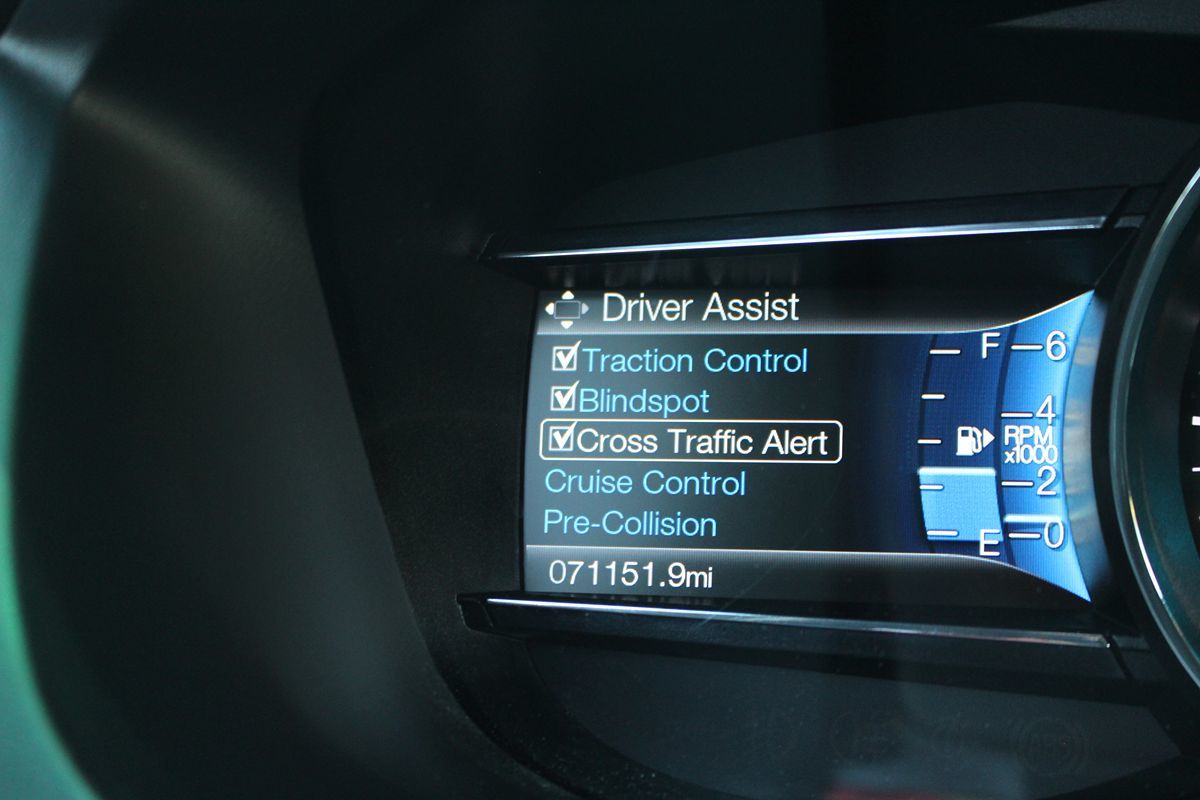 Driver Assist
Traction Control
Blindspot
Cross Traffic Alert
Cruise Control
Pre-Collision
071151.9mi
F
E
6
4
RPM
x1000
2
0